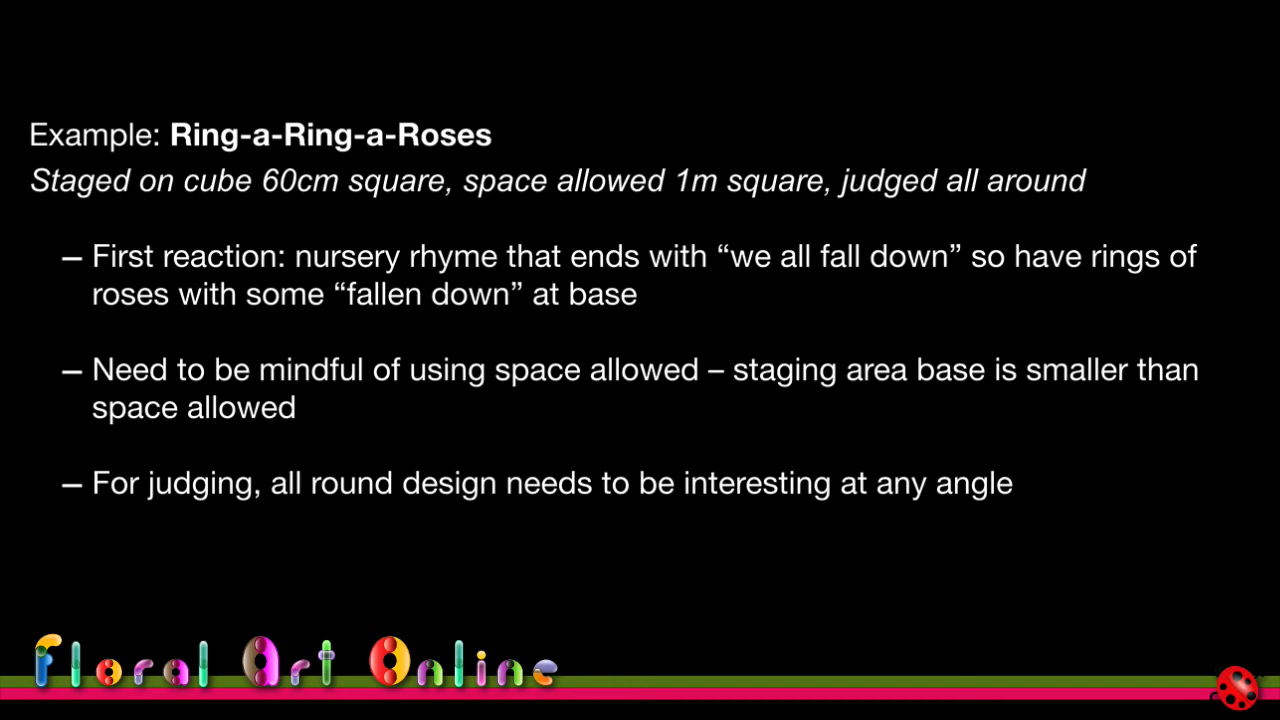 Example: Ring-a-Ring-a-Roses
Staged on cube 60cm square, space allowed 1m square, judged all around
– First reaction: nursery rhyme that ends with “we all fall down” so have rings of
roses with some “fallen down” at base
– Need to be mindful of using space allowed – staging area base is smaller than
space allowed
– For judging, all round design needs to be interesting at any angle
Floral Art Online